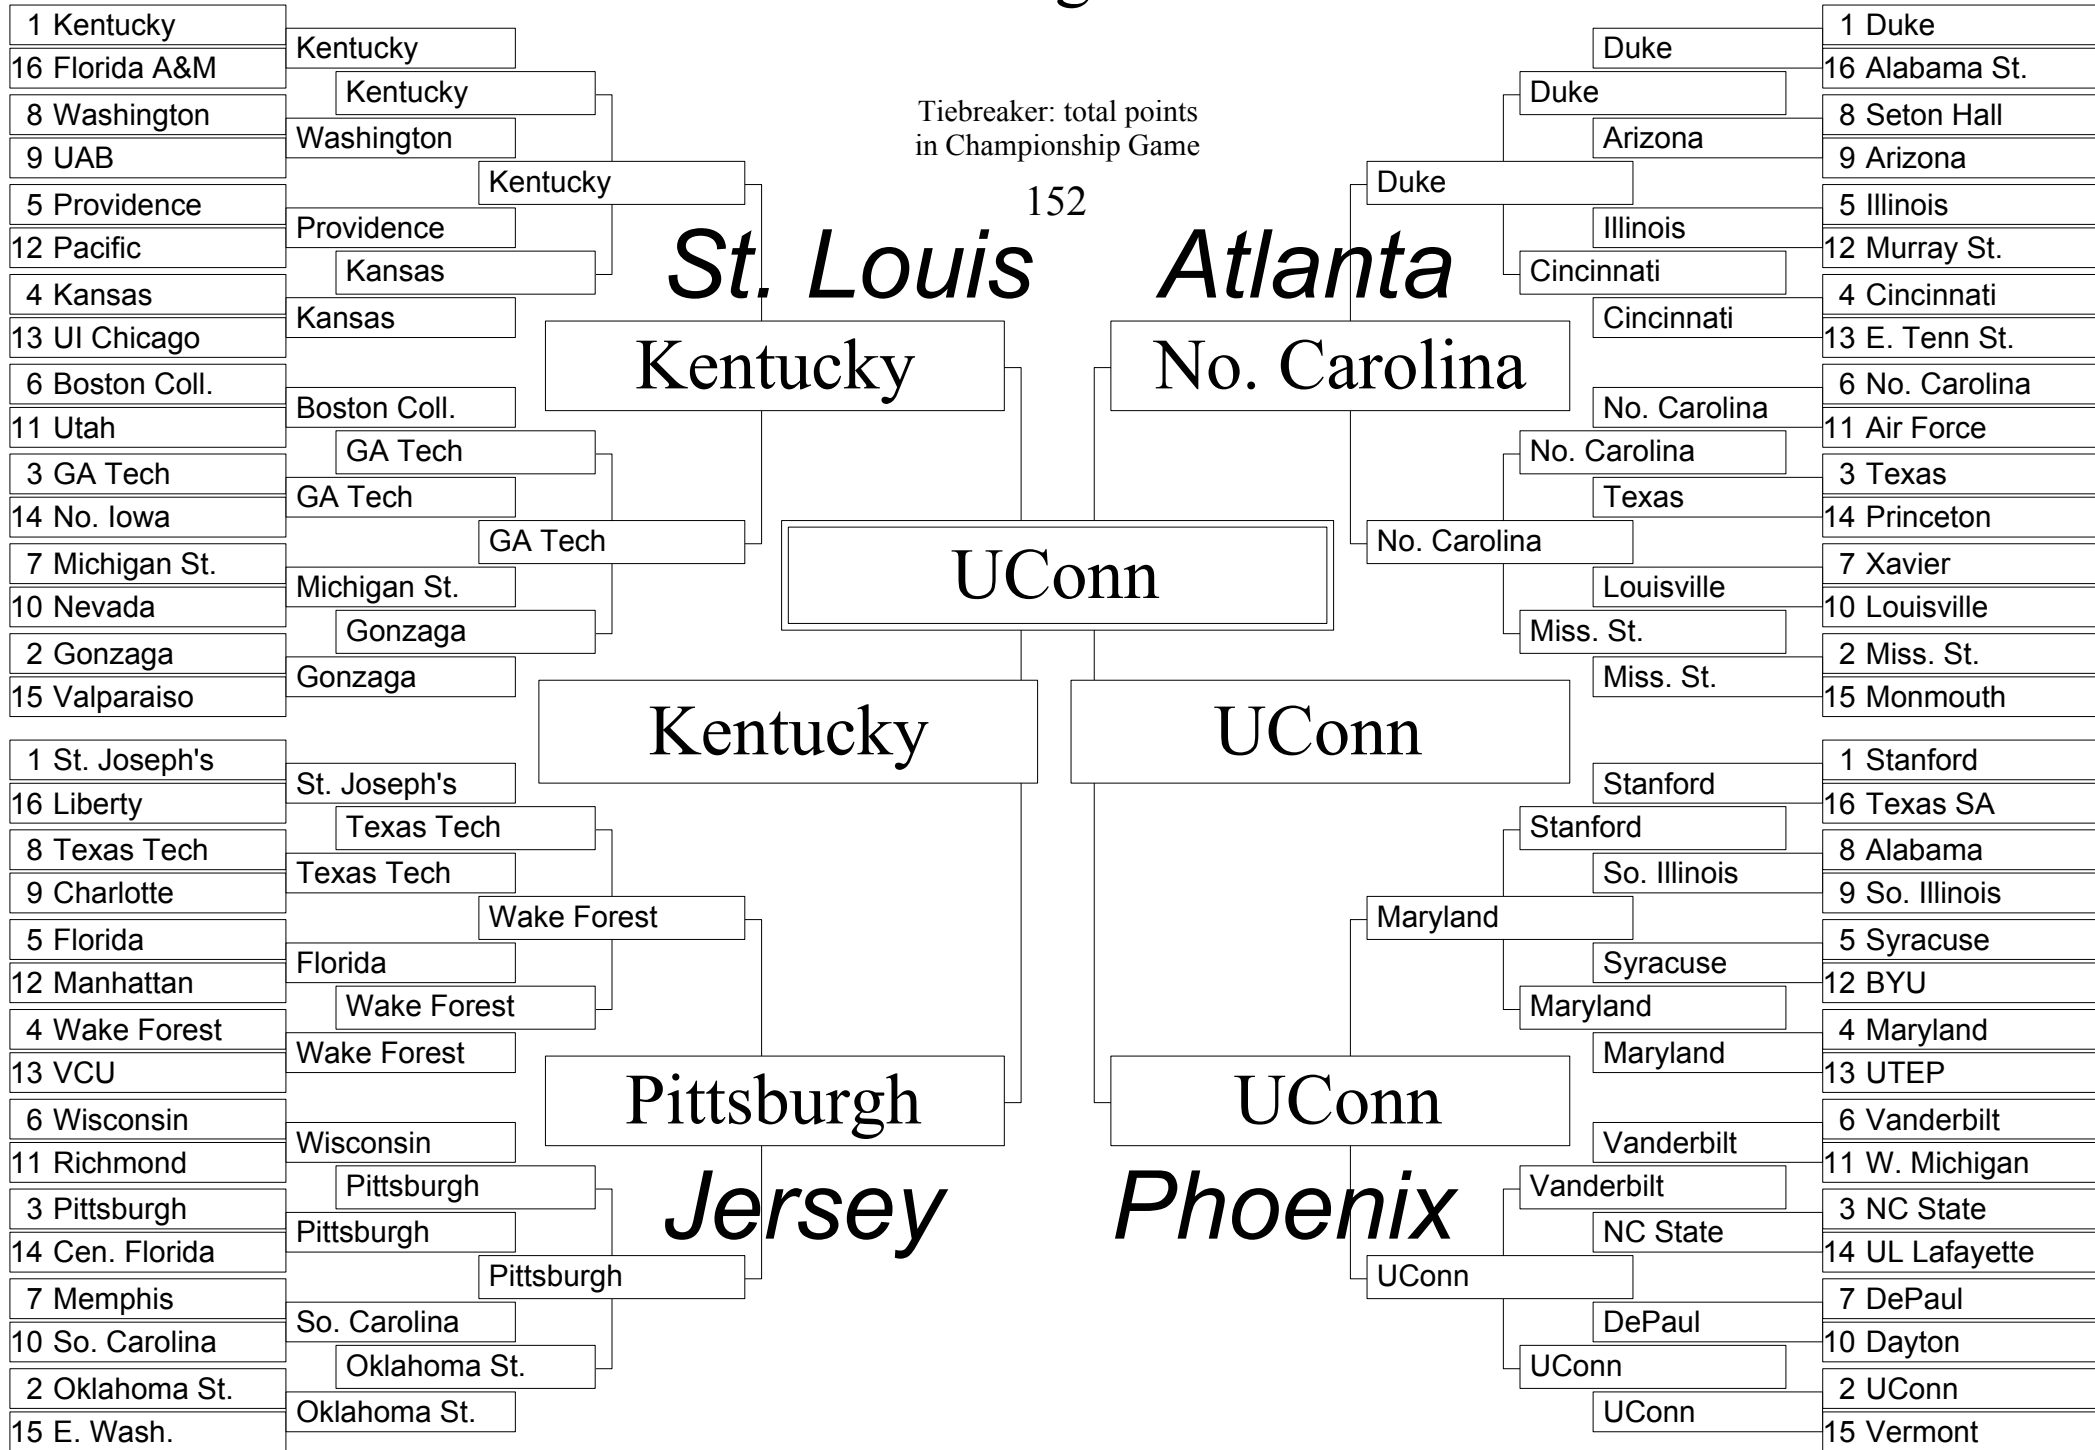 1 Kentucky
16 Florida A&M
8 Washington
9 UAB
5 Providence
12 Pacific
4 Kansas
13 UI Chicago
6 Boston Coll.
11 Utah
3 GA Tech
14 No. Iowa
7 Michigan St.
10 Nevada
2 Gonzaga
15 Valparaiso
Kentucky
Washington
Providence
Kansas
Boston Coll.
GA Tech
Michigan St.
Gonzaga
Kentucky
Kansas
GA Tech
Gonzaga
Kentucky
GA Tech
St. Louis
Kentucky
1 St. Joseph's
16 Liberty
8 Texas Tech
9 Charlotte
5 Florida
12 Manhattan
4 Wake Forest
13 VCU
6 Wisconsin
11 Richmond
3 Pittsburgh
14 Cen. Florida
7 Memphis
10 So. Carolina
2 Oklahoma St.
15 E. Wash.
St. Joseph's
Texas Tech
Florida
Wake Forest
Wisconsin
Pittsburgh
So. Carolina
Oklahoma St.
Texas Tech
Wake Forest
Pittsburgh
Oklahoma St.
Wake Forest
Pittsburgh
Pittsburgh
Jersey
Tiebreaker: total points
in Championship Game
152
UConn
Kentucky
UConn
Atlanta
No. Carolina
Duke
No. Carolina
Duke
Cincinnati
No. Carolina
Miss. St.
Duke
Arizona
Illinois
Cincinnati
No. Carolina
Texas
Louisville
Miss. St.
1 Duke
16 Alabama St.
8 Seton Hall
9 Arizona
5 Illinois
12 Murray St.
4 Cincinnati
13 E. Tenn St.
6 No. Carolina
11 Air Force
3 Texas
14 Princeton
7 Xavier
10 Louisville
2 Miss. St.
15 Monmouth
UConn
Phoenix
Maryland
UConn
Stanford
Maryland
Vanderbilt
UConn
Stanford
So. Illinois
Syracuse
Maryland
Vanderbilt
NC State
DePaul
UConn
1 Stanford
16 Texas SA
8 Alabama
9 So. Illinois
5 Syracuse
12 BYU
4 Maryland
13 UTEP
6 Vanderbilt
11 W. Michigan
3 NC State
14 UL Lafayette
7 DePaul
10 Dayton
2 UConn
15 Vermont